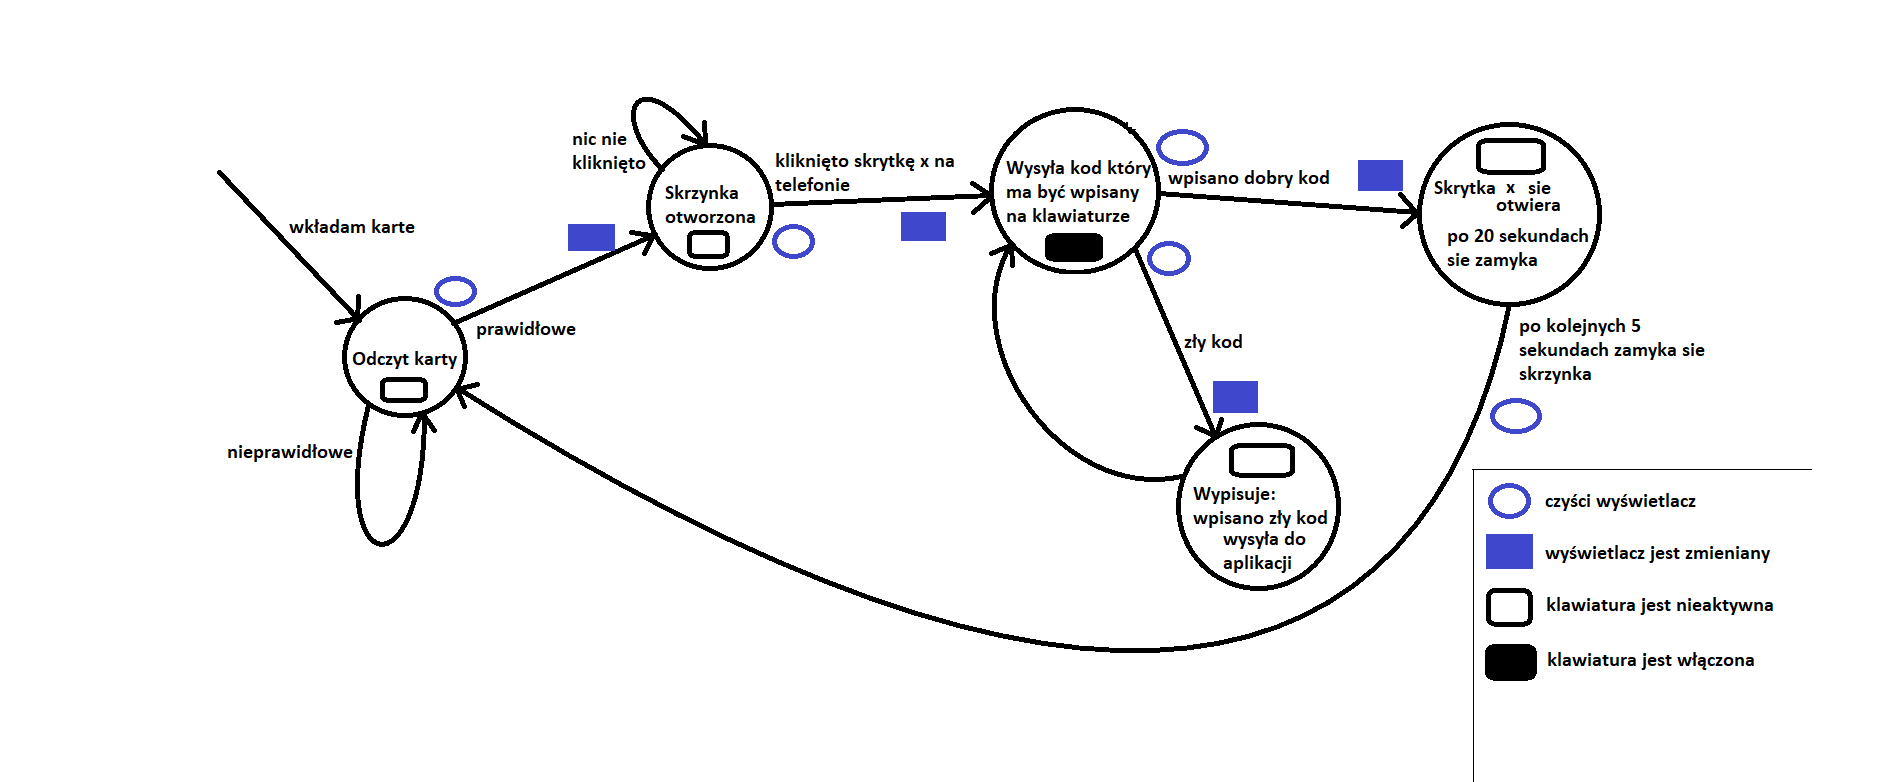 nic nie
kliknięto
kliknięto skrytkę x na
telefonie
Skrzynka
otworzona
wkładam karte
prawidłowe
Odczyt karty
nieprawidłowe
Wysyła kod który
ma być wpisany
na klawiaturze
wpisano dobry kod
Skrytka x sie
otwiera
po 20 sekundach
sie zamyka
zły kod
Wypisuje:
wpisano zły kod
wysyła do
aplikacji
po kolejnych 5
sekundach zamyka sie
skrzynka
czyści wyświetlacz
wyświetlacz jest zmieniany
klawiatura jest nieaktywna
klawiatura jest włączona